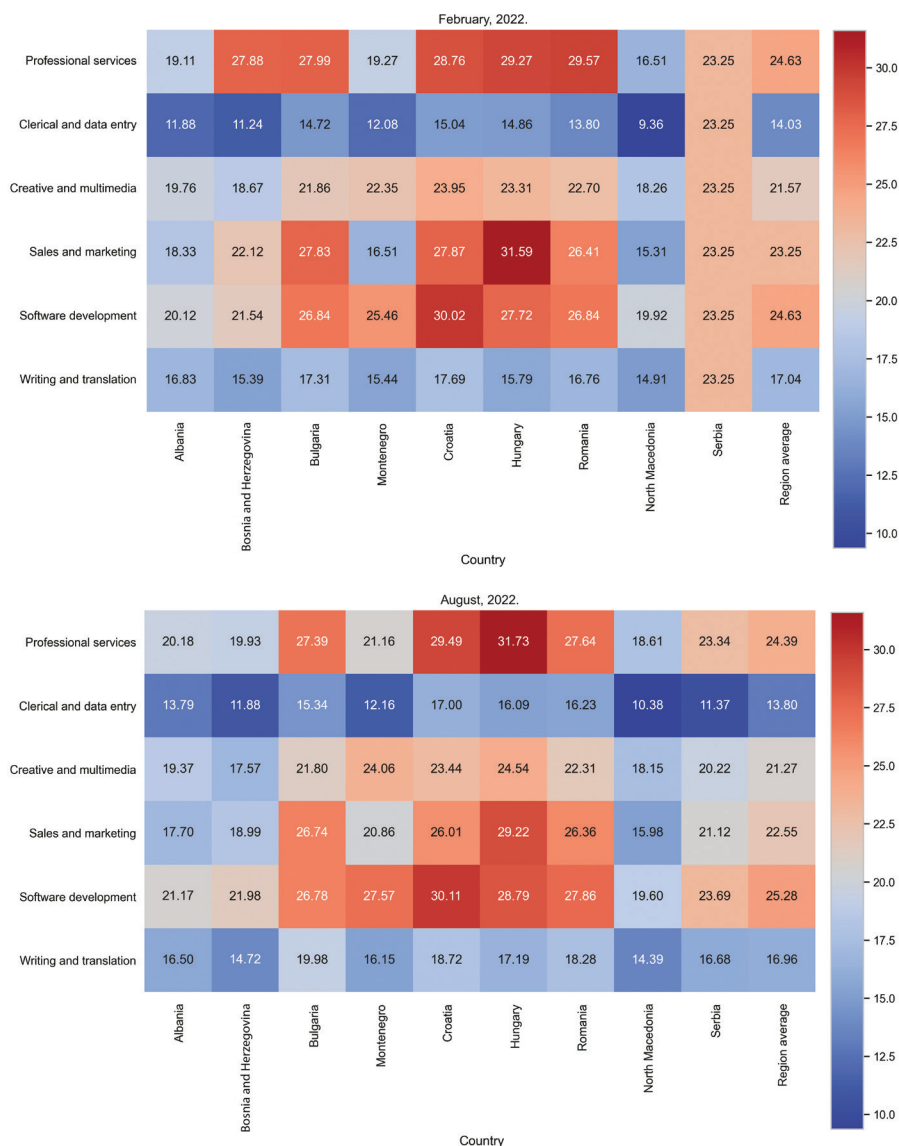 February, 2022.
Professional services 19.11 27.88 27.99 19.27 28.76 29.27 29.57 16.51 23.25 24.63
Clerical and data entry 11.88 11.24 14.72 12.08 15.04 14.86 13.80 9.36 23.25 14.03
Creative and multimedia 19.76 18.67 21.86 22.35 23.95 23.31 22.70 18.26 23.25 21.57
Sales and marketing 18.33 22.12 27.83 16.51 27.87 31.59 26.41 15.31 23.25 23.25
Software development 20.12 21.54 26.84 25.46 30.02 27.72 26.84 19.92 23.25 24.63
Writing and translation 16.83 15.39 17.31 15.44 17.69 15.79 16.76 14.91 23.25 17.04
Albania
Bosnia and Herzegovina
Bulgaria
Montenegro
Croatia
Hungary
Romania
North Macedonia
Serbia
Region average
Country
30.0
27.5
25.0
22.5
20.0
17.5
15.0
12.5
10.0
August, 2022.
Professional services 20.18 19.93 27.39 21.16 29.49 31.73 27.64 18.61 23.34 24.39
Clerical and data entry 13.79 11.88 15.34 12.16 17.00 16.09 16.23 10.38 11.37 13.80
Creative and multimedia 19.37 17.57 21.80 24.06 23.44 24.54 22.31 18.15 20.22 21.27
Sales and marketing 17.70 18.99 26.74 20.86 26.01 29.22 26.36 15.98 21.12 22.55
Software development 21.17 21.98 26.78 27.57 30.11 28.79 27.86 19.60 23.69 25.28
Writing and translation 16.50 14.72 19.98 16.15 18.72 17.19 18.28 14.39 16.68 16.96
Albania
Bosnia and Herzegovina
Bulgaria
Montenegro
Croatia
Hungary
Romania
North Macedonia
Serbia
Region average
Country
30.0
27.5
25.0
22.5
20.0
17.5
15.0
12.5
10.0